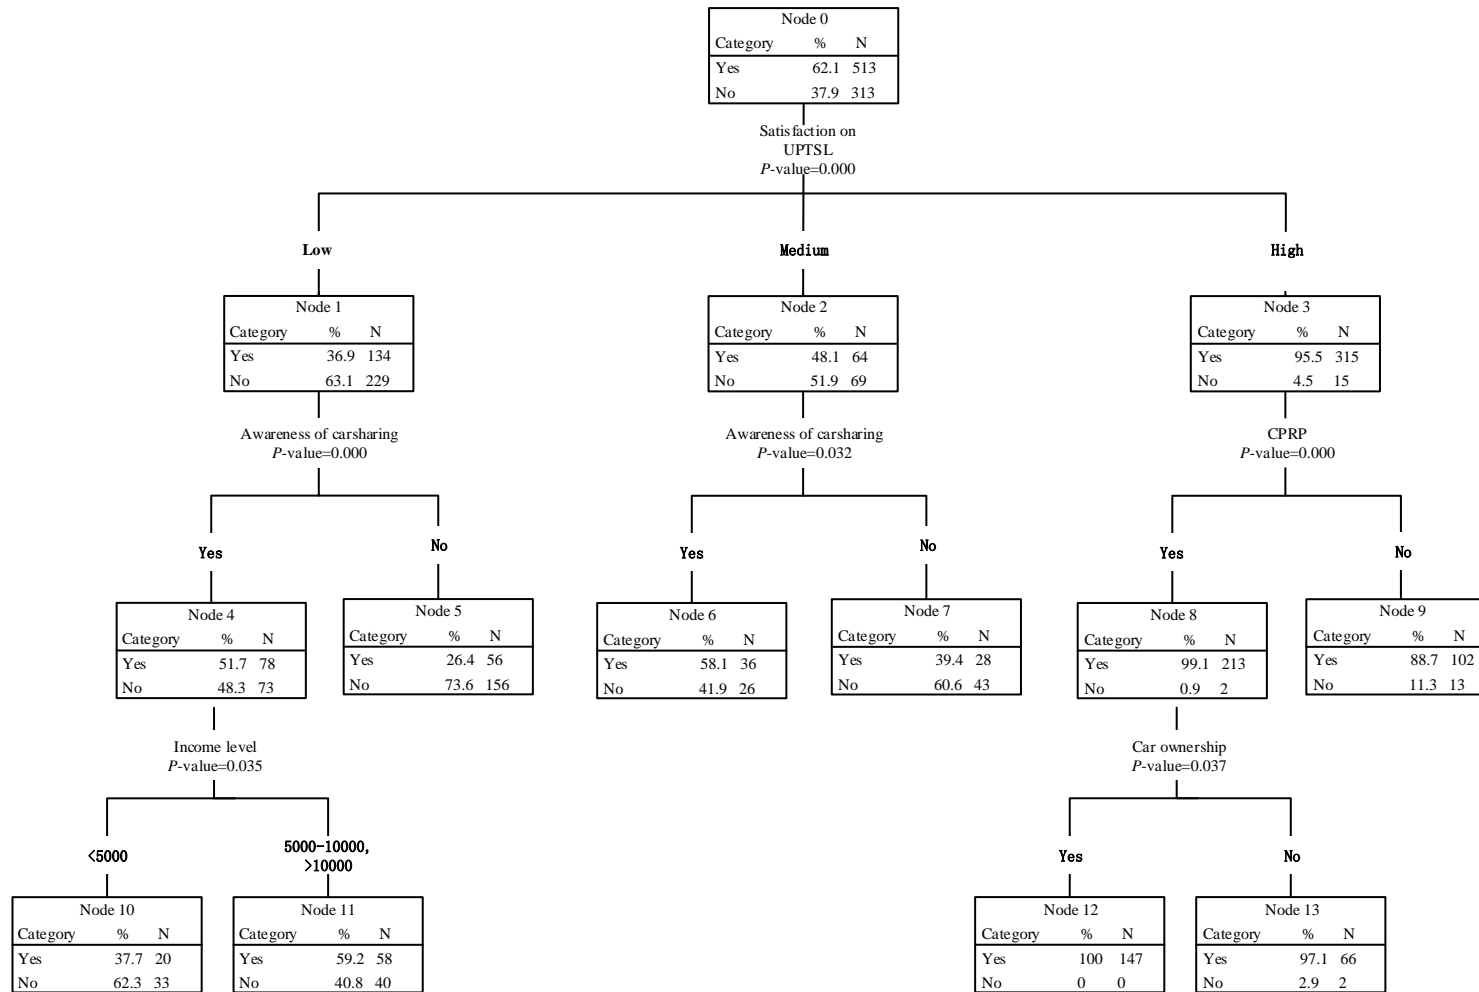 Node 0
Category % N
Yes 62.1 513
No 37.9 313
Satisfaction on
UPTSL
P-value=0.000
Low
Medium
High
Node 1
Category % N
Yes 36.9 134
No 63.1 229
Node 2
Category % N
Yes 48.1 64
No 51.9 69
Node 3
Category % N
Yes 95.5 315
No 4.5 15
Awareness of carsharing
P-value=0.000
Awareness of carsharing
P-value=0.032
CPRP
P-value=0.000
Yes
No
Yes
No
Yes
No
Node 4
Category % N
Yes 51.7 78
No 48.3 73
Node 5
Category % N
Yes 26.4 56
No 73.6 156
Node 6
Category % N
Yes 58.1 36
No 41.9 26
Node 7
Category % N
Yes 39.4 28
No 60.6 43
Node 8
Category % N
Yes 99.1 213
No 0.9 2
Node 9
Category % N
Yes 88.7 102
No 11.3 13
Income level
P-value=0.035
Car ownership
P-value=0.037
<5000
5000-10000,
>10000
Yes
No
Node 10
Category % N
Yes 37.7 20
No 62.3 33
Node 11
Category % N
Yes 59.2 58
No 40.8 40
Node 12
Category % N
Yes 100 147
No 0 0
Node 13
Category % N
Yes 97.1 66
No 2.9 2